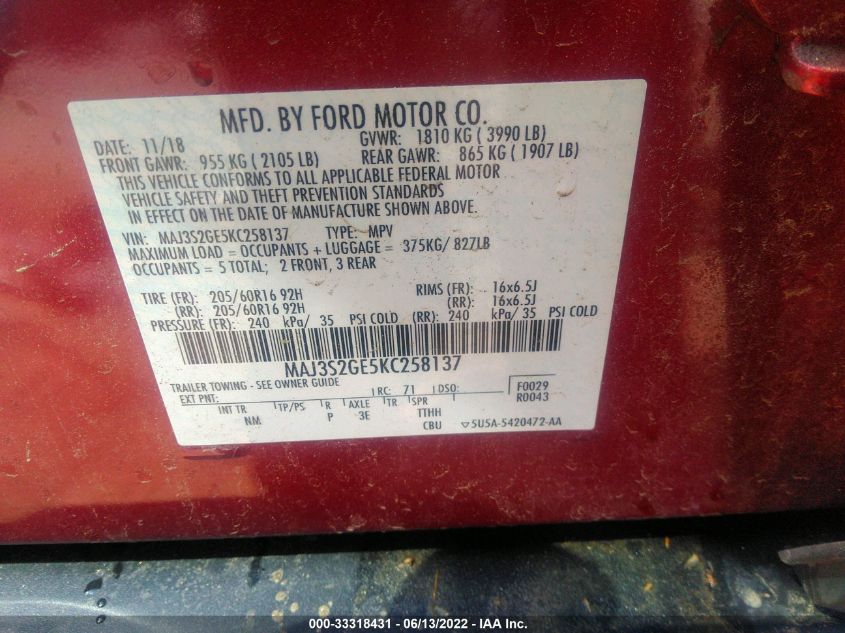 MFD. BY FORD MOTOR CO.
DATE: 11/18 GVWR: 1810 KG ( 3990 LB)
FRONT GAWR: 955 KG ( 2105 LB) REAR GAWR: 865 KG ( 1907 LB)
THIS VEHICLE CONFORMS TO ALL APPLICABLE FEDERAL MOTOR
VEHICLE SAFETY AND THEFT PREVENTION STANDARDS
IN EFFECT ON THE DATE OF MANUFACTURE SHOWN ABOVE.
VIN: MAJ3S2GE5KC258137 TYPE: MPV
MAXIMUM LOAD = OCCUPANTS + LUGGAGE = 375KG/ 827LB
OCCUPANTS = 5 TOTAL; 2 FRONT, 3 REAR
TIRE (FR): 205/60R16 92H RIMS (FR): 16x6.5J
(RR): 205/60R16 92H (RR): 16x6.5J
PRESSURE (FR): 240 kPa/ 35 PSI COLD (RR): 240 kPa/ 35 PSI COLD
MAJ3S2GE5KC258137
TRAILER TOWING - SEE OWNER GUIDE
EXT PNT: RC: 71 DSO: F0029
INT TR TP/PS R AXLE TR SPR R0043
NM P 3E TTHH
CBU 5U5A-5420472-AA
000-33318431 - 06/13/2022 - IAA Inc.